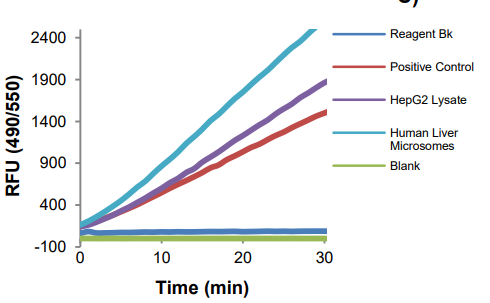 2400
1900
1400
900
400
-100
0
10
20
30
RFU (490/550)
Time (min)
Reagent Bk
Positive Control
HepG2 Lysate
Human Liver
Microsomes
Blank